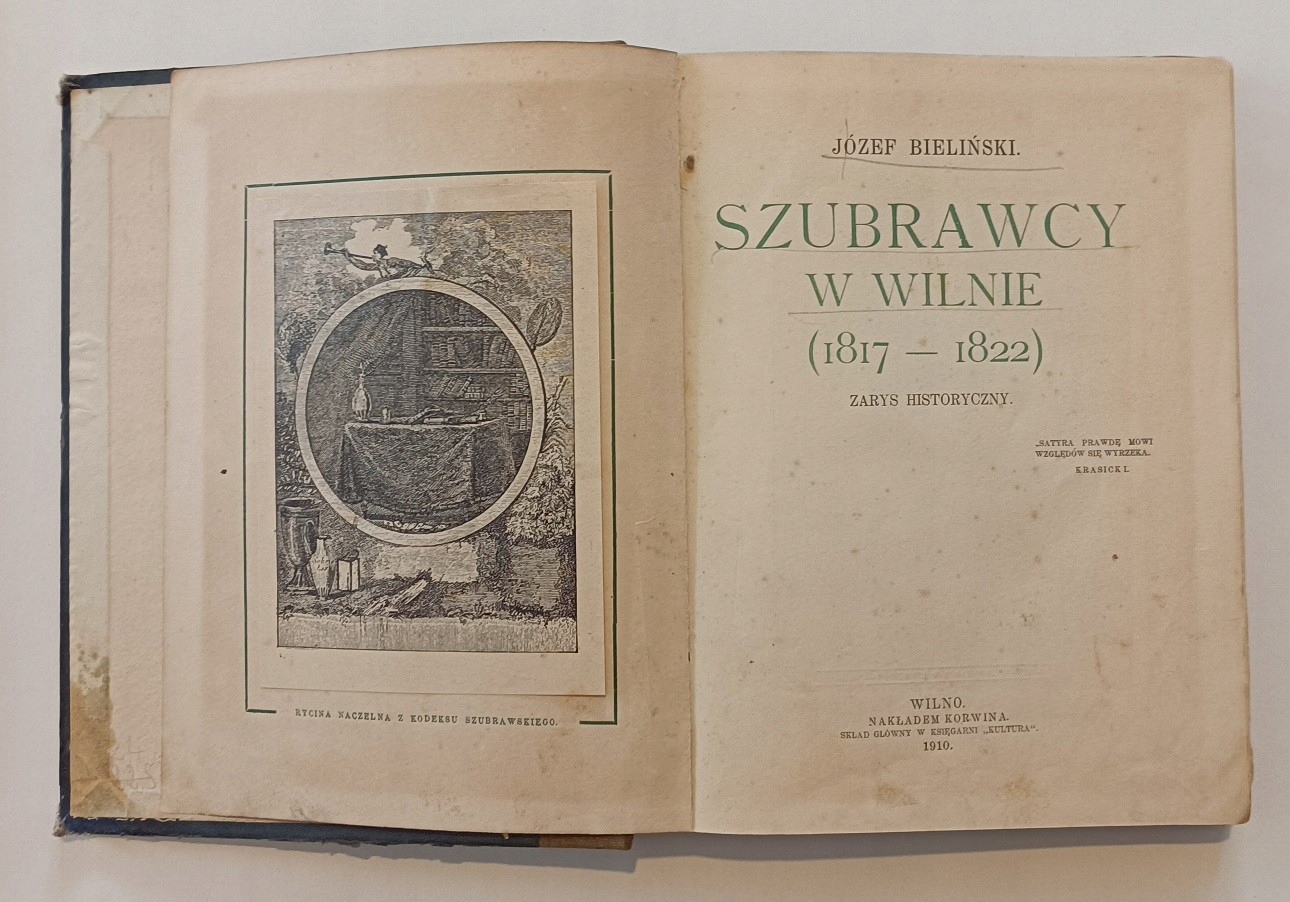 RYCINA NACZELNA Z KODEKSU SZUBRAWSKIEGO.
JÓZEF BIELIŃSKI.
SZUBRAWCY
W WILNIE
(1817 — 1822)
ZARYS HISTORYCZNY.
„SATYRA PRAWDĘ MOWI
WZGLĘDÓW SIĘ WYRZEKA.
KRASICKI.
WILNO.
NAKŁADEM KORWINA.
SKŁAD GŁÓWNY W KSIĘGARNI „KULTURA“.
1910.